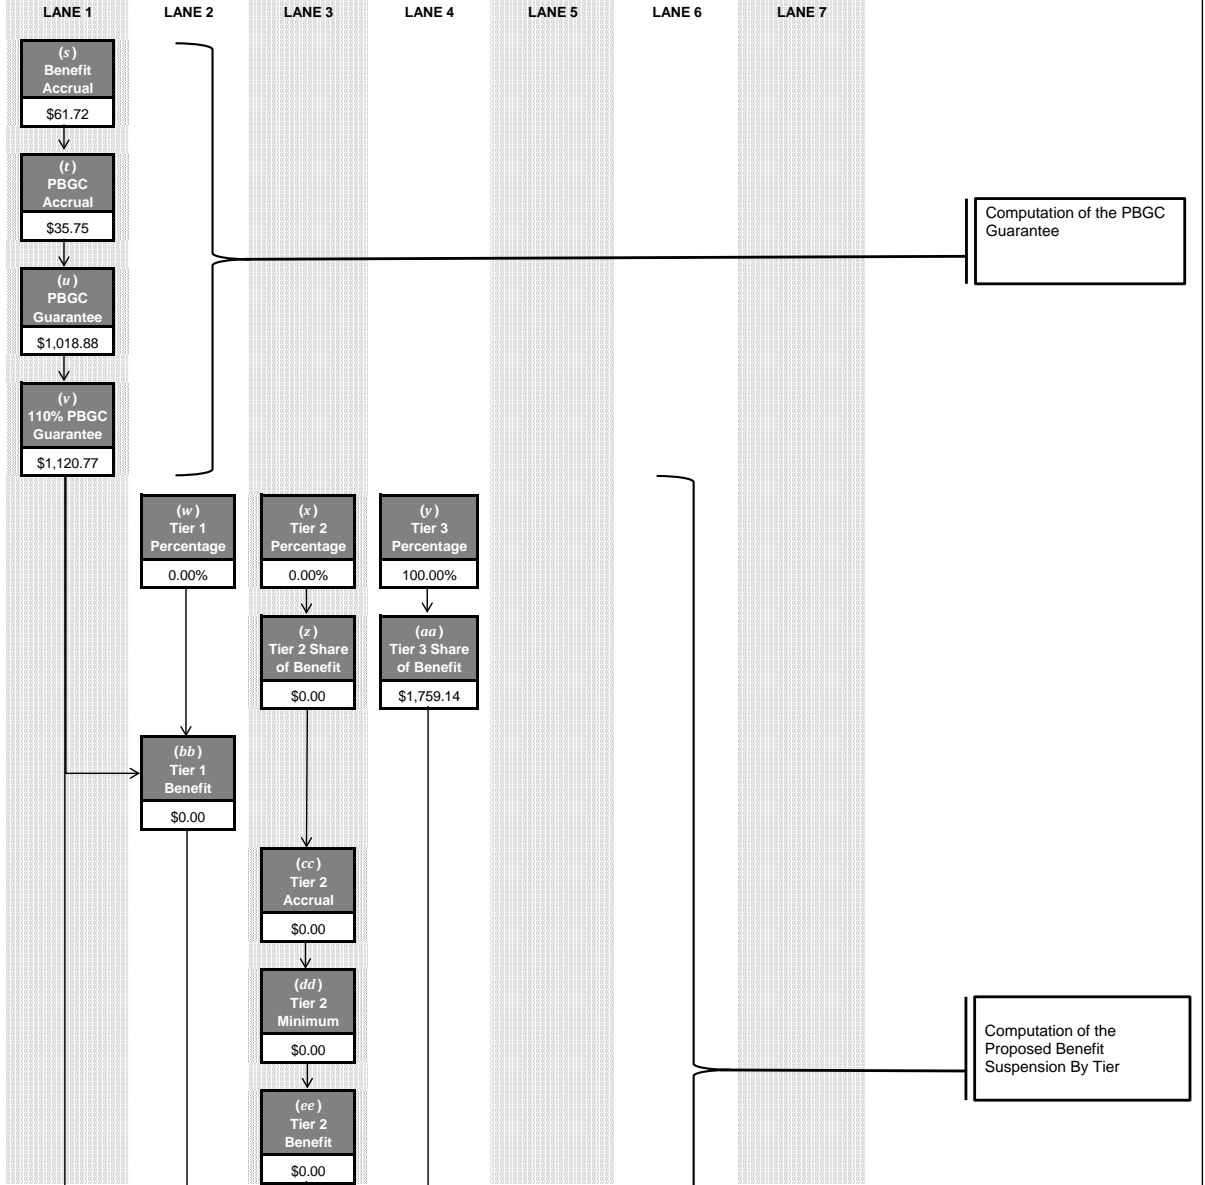 LANE 1 LANE 2 LANE 3 LANE 4 LANE 5 LANE 6 LANE 7
(s)
Benefit
Accrual
$61.72
(t)
PBGC
Accrual
$35.75
Computation of the PBGC
Guarantee
(u)
PBGC
Guarantee
$1,018.88
(v)
110% PBGC
Guarantee
$1,120.77
(w)
Tier 1
Percentage
0.00%
(x)
Tier 2
Percentage
0.00%
(y)
Tier 3
Percentage
100.00%
(z)
Tier 2 Share
of Benefit
$0.00
(aa)
Tier 3 Share
of Benefit
$1,759.14
(bb)
Tier 1
Benefit
$0.00
(cc)
Tier 2
Accrual
$0.00
(dd)
Tier 2
Minimum
$0.00
Computation of the
Proposed Benefit
Suspension By Tier
(ee)
Tier 2
Benefit
$0.00